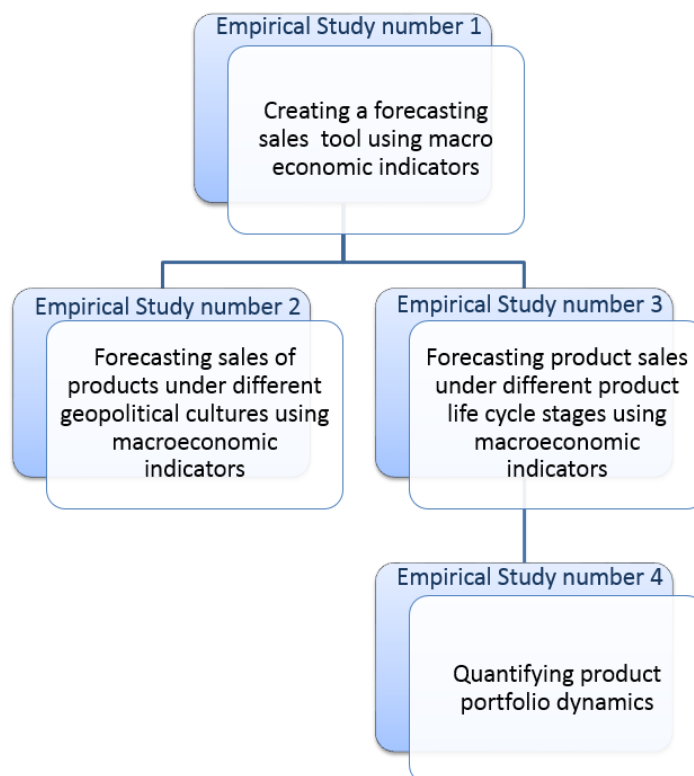 Empirical Study number 1
Creating a forecasting
sales tool using macro
economic indicators
Empirical Study number 2
Forecasting sales of
products under different
geopolitical cultures using
macroeconomic
indicators
Empirical Study number 3
Forecasting product sales
under different product
life cycle stages using
macroeconomic
indicators
Empirical Study number 4
Quantifying product
portfolio dynamics